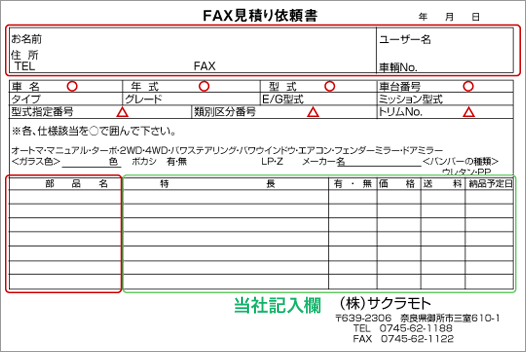 FAX見積り依頼書 年 月 日
お名前 ユーザー名
住 所
TEL FAX 車輌No.
車 名 ○ 年 式 ○ 型 式 ○ 車台番号 ○
タイプ グレード E/G型式 ミッション型式
型式指定番号 △ 類別区分番号 △ トリムNo. △
※各、仕様該当を○で囲んで下さい。
オートマ・マニュアル・ターボ・2WD・4WD・パワステアリング・パワウインドウ・エアコン・フェンダーミラー・ドアミラー
<ガラス色> 色 ボカシ 有・無 LP・Z メーカー名 <バンパーの種類>
ウレタン・PP
部 品 名 特 長 有 ・ 無 価 格 送 料 納品予定日
当社記入欄 (株)サクラモト
〒639-2306 奈良県御所市三室610-1
TEL 0745-62-1188
FAX 0745-62-1122